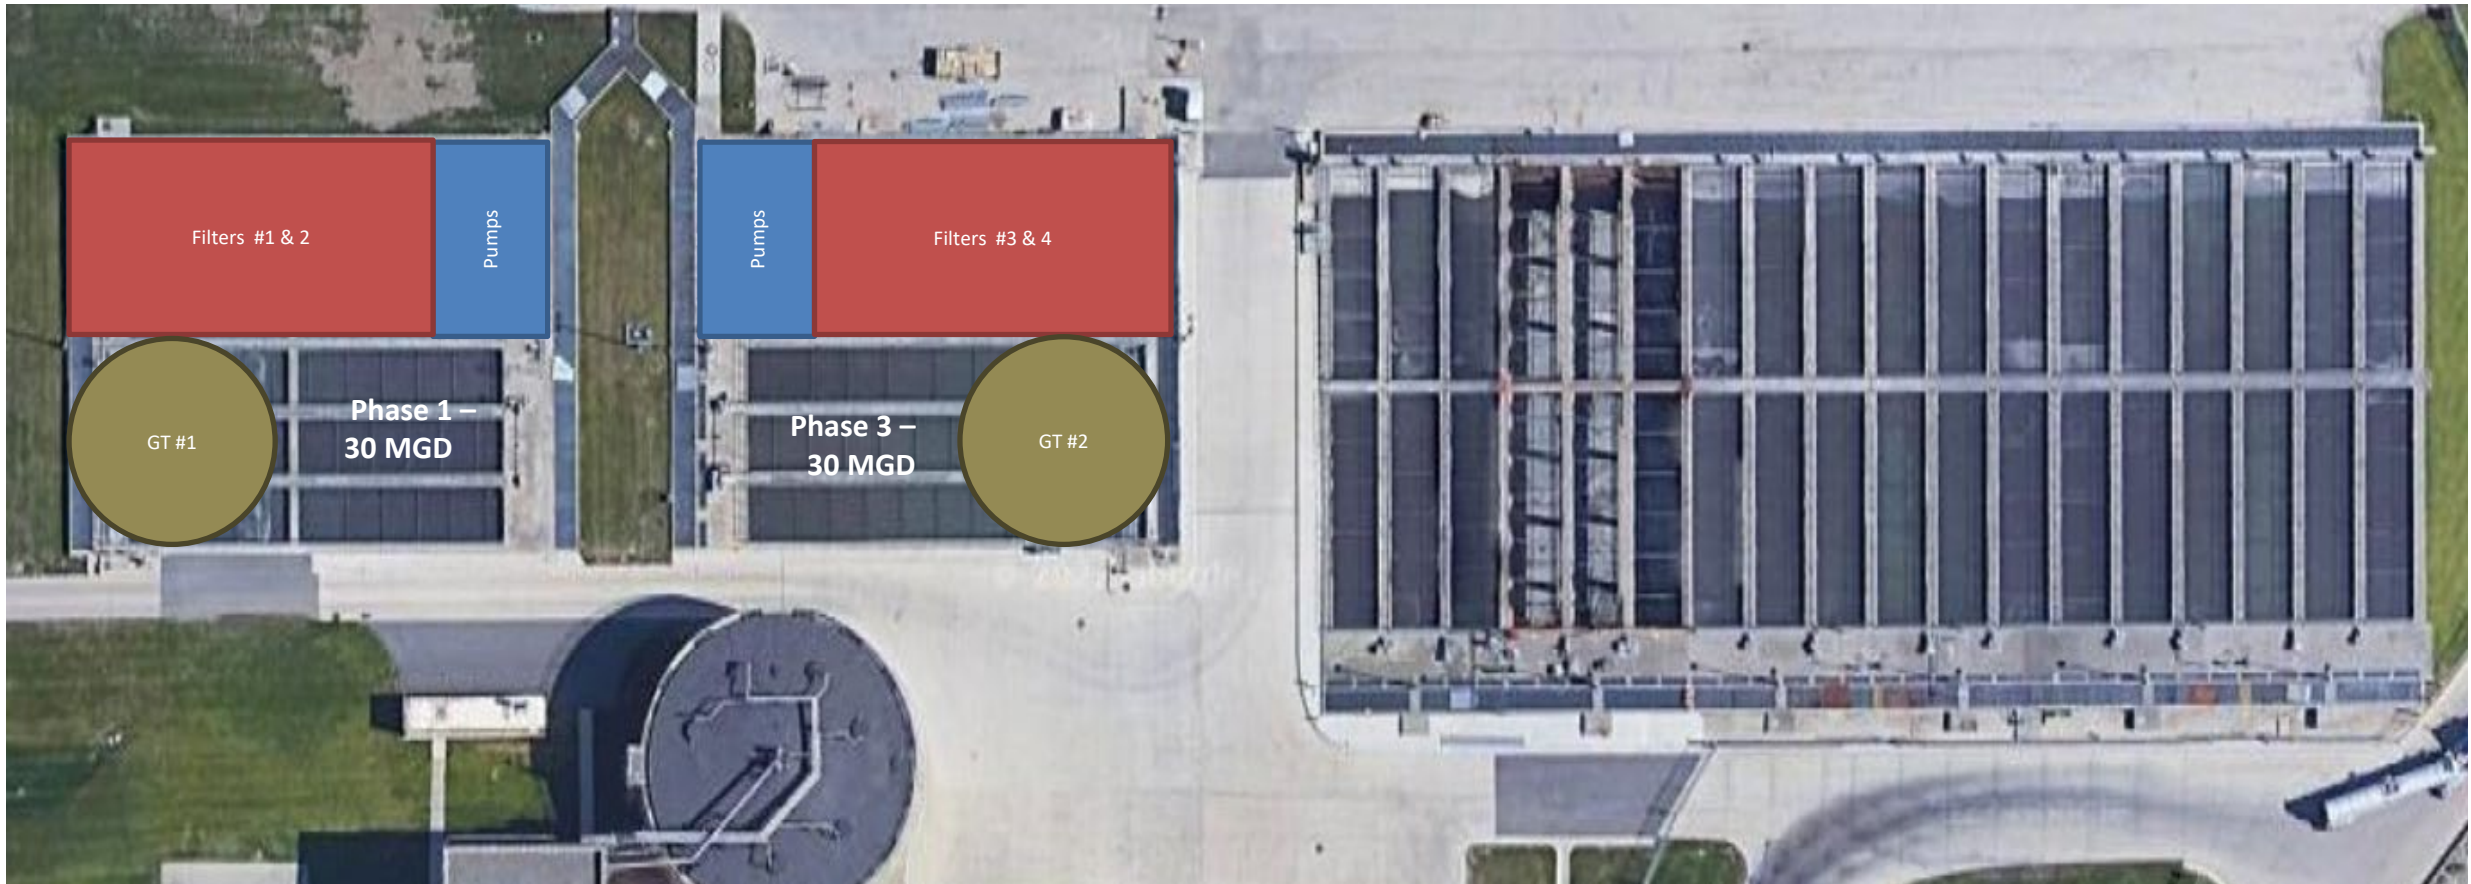 Filters #1 & 2
Pumps
Pumps
Filters #3 & 4
GT #1
Phase 1 –
30 MGD
Phase 3 –
30 MGD
GT #2